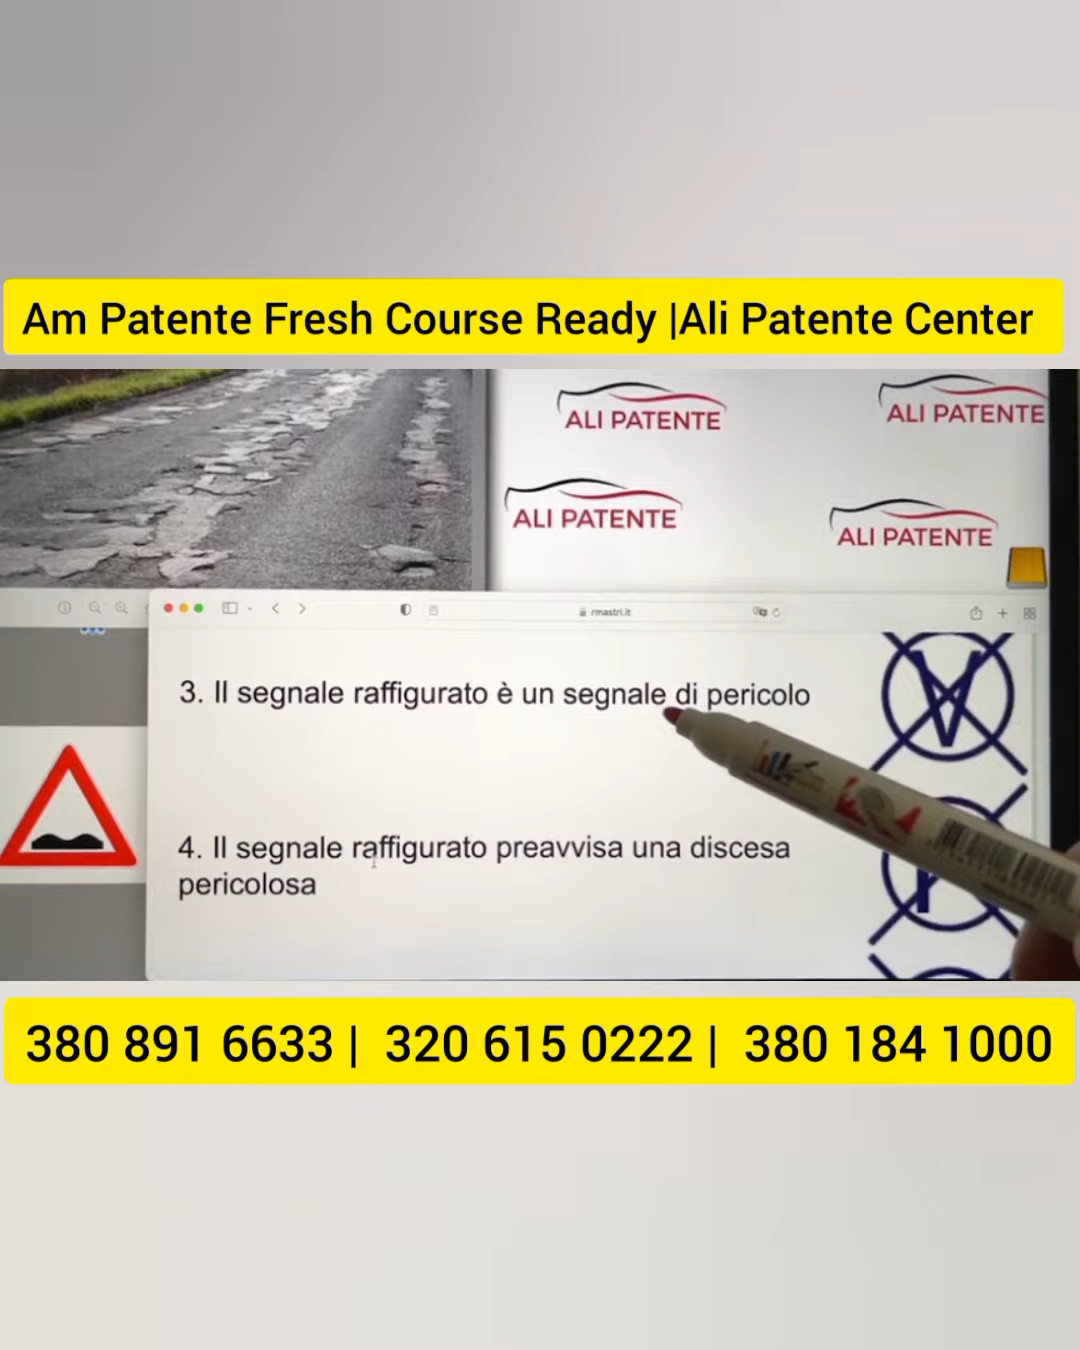 Am Patente Fresh Course Ready |Ali Patente Center
ALI PATENTE
ALI PATENTE
ALI PATENTE
ALI PATENTE
rmastri.it
3. Il segnale raffigurato è un segnale di pericolo
V
4. Il segnale raffigurato preavvisa una discesa
pericolosa
380 891 6633 | 320 615 0222 | 380 184 1000